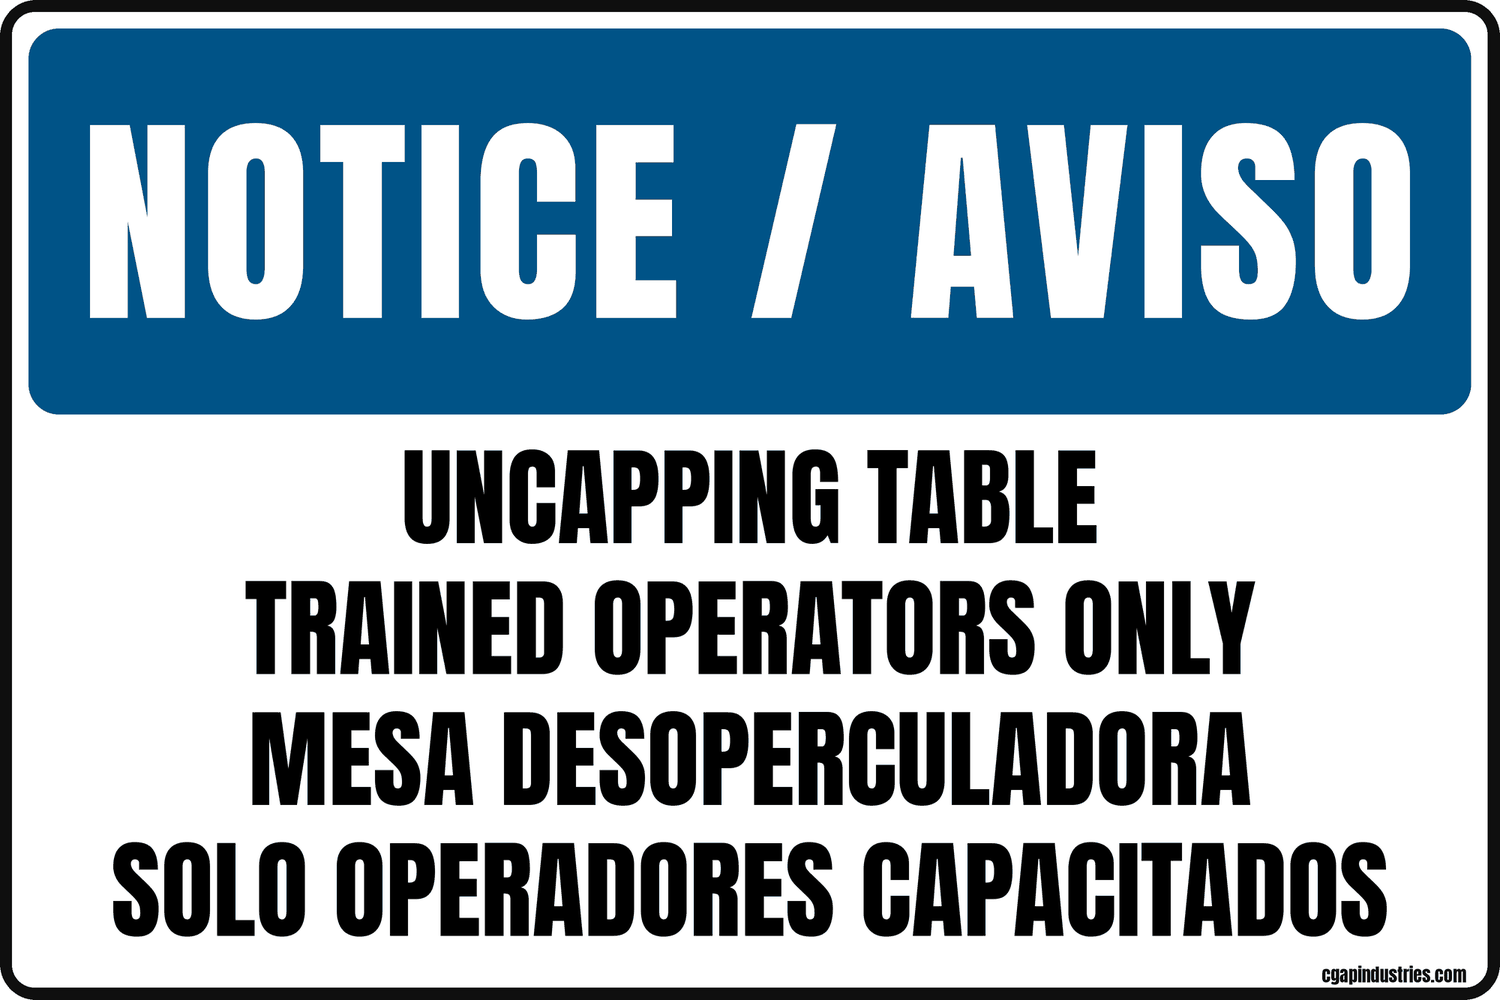 NOTICE / AVISO
UNCAPPING TABLE
TRAINED OPERATORS ONLY
MESA DESOPERCULADORA
SOLO OPERADORES CAPACITADOS
cgapindustries.com